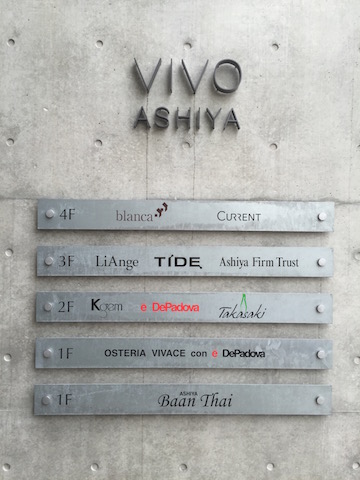 VIVO
ASHIYA
4F blanca CURRENT
3F LiAnge TIDE Ashiya Firm Trust
2F e DePadova Takasaki
1F OSTERIA VIVACE con e DePadova
1F ASHIYA
Baan Thai